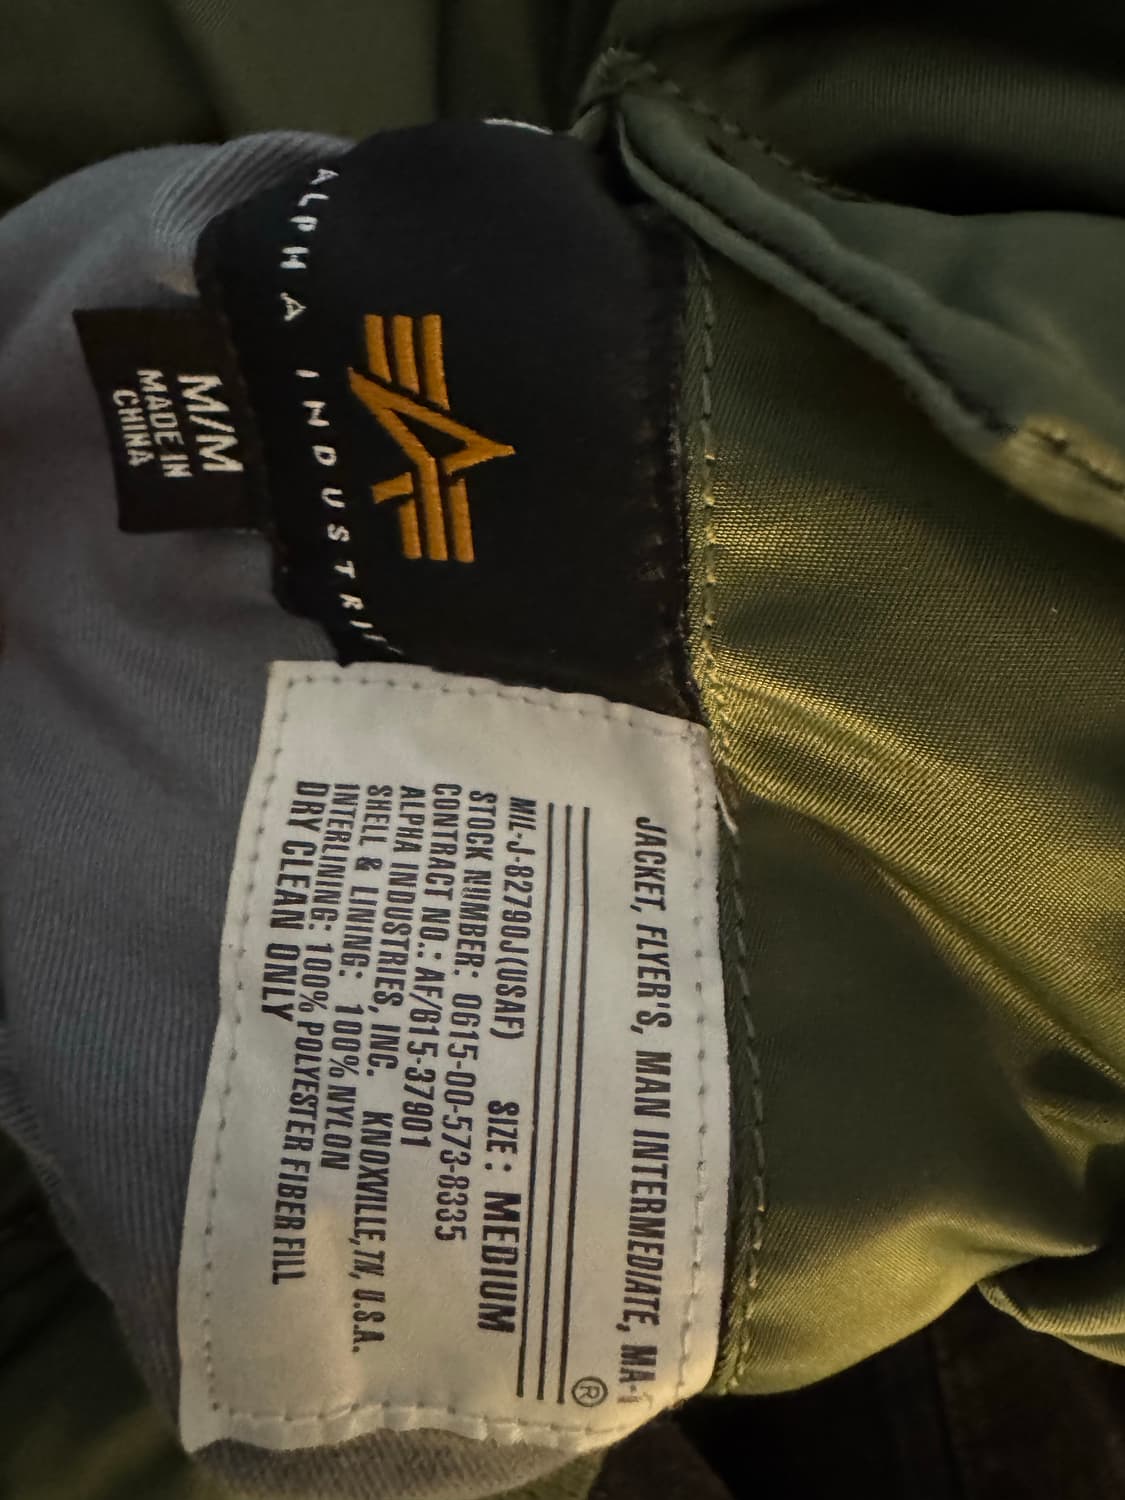 ALPHA INDUSTRI
M/M
MADE IN
CHINA
JACKET, FLYER'S, MAN INTERMEDIATE, MA-1
®
MIL-J-8279OJ(USAF) SIZE: MEDIUM
STOCK NUMBER: 0615-00-573-8335
CONTRACT NO.: AF/615-37901
ALPHA INDUSTRIES, INC. KNOXVILLE, TN, U.S.A.
SHELL & LINING: 100% NYLON
INTERLINING: 100% POLYESTER FIBER FILL
DRY CLEAN ONLY